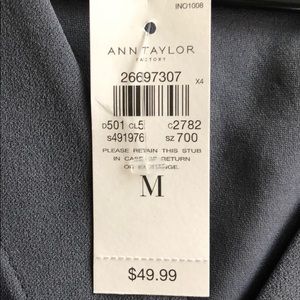 INO1008
ANN TAYLOR
FACTORY
26697307
X4
D501 CL5 C2782
S491976 SZ 700
PLEASE RETAIN THIS STUB
IN CASE OF RETURN
OR EXCHANGE.
M
$49.99